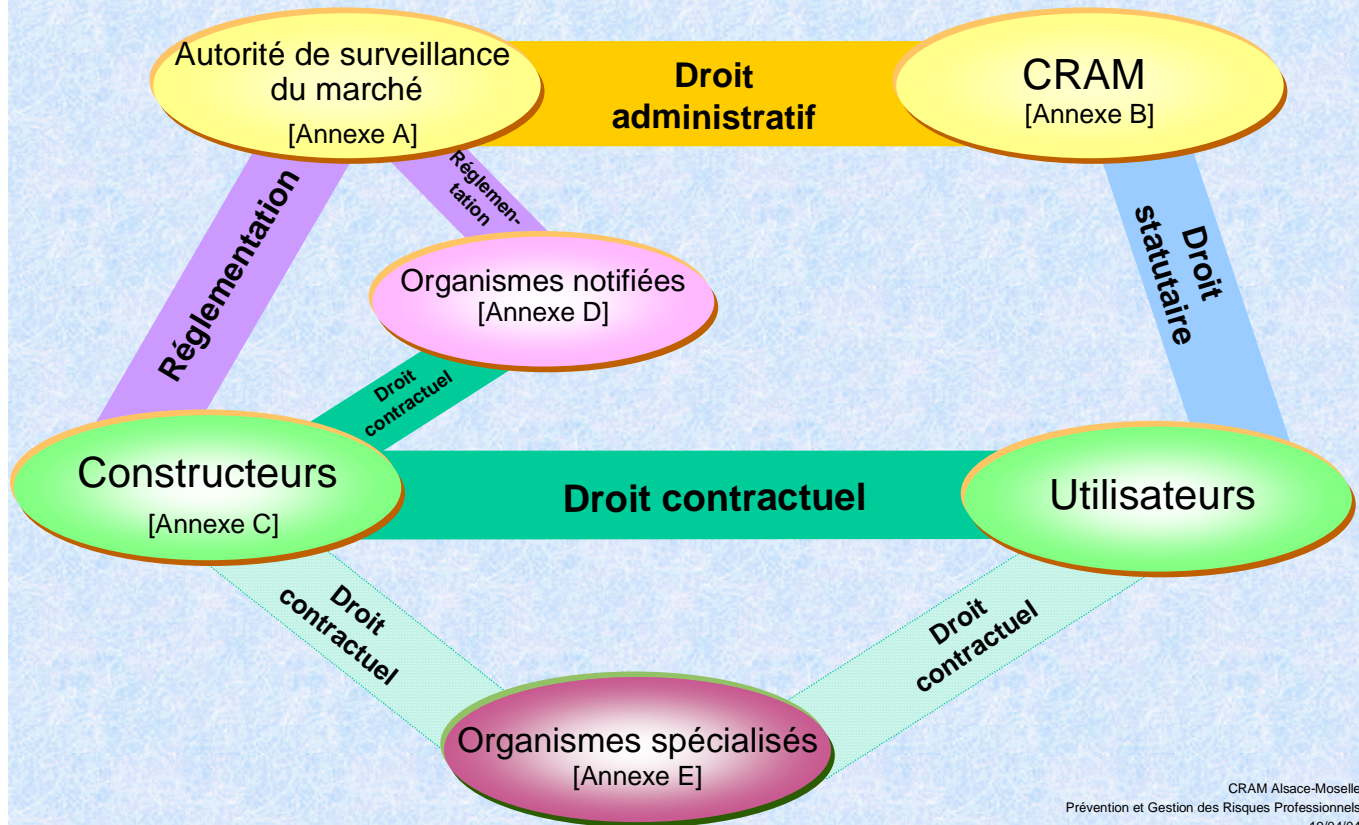 Autorité de surveillance
du marché
[Annexe A]
Droit
administratif
CRAM
[Annexe B]
Réglementation
Réglemen-
tation
Droit
statutaire
Organismes notifiées
[Annexe D]
Droit
contractuel
Constructeurs
[Annexe C]
Droit contractuel
Utilisateurs
Droit
contractuel
Droit
contractuel
Organismes spécialisés
[Annexe E]
CRAM Alsace-Moselle
Prévention et Gestion des Risques Professionnels